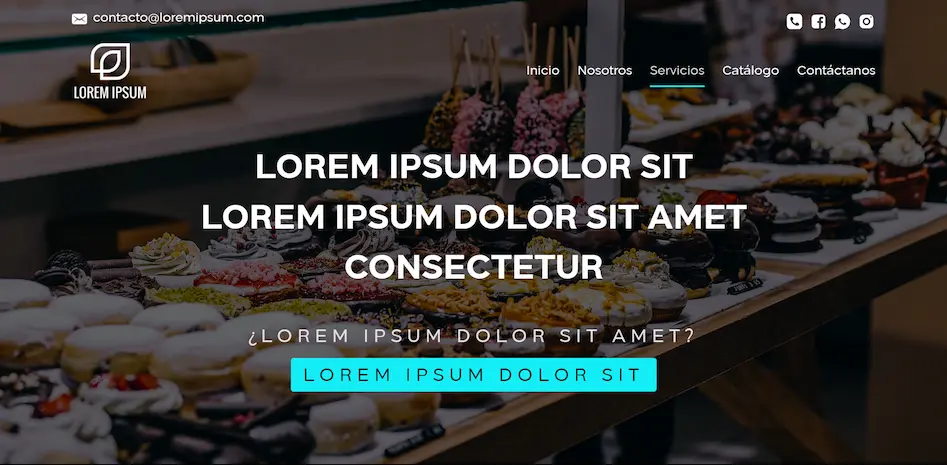 contacto@loremipsum.com
LOREM IPSUM
Inicio Nosotros Servicios Catálogo Contáctanos
LOREM IPSUM DOLOR SIT
LOREM IPSUM DOLOR SIT AMET
CONSECTETUR
¿LOREM IPSUM DOLOR SIT AMET?
LOREM IPSUM DOLOR SIT